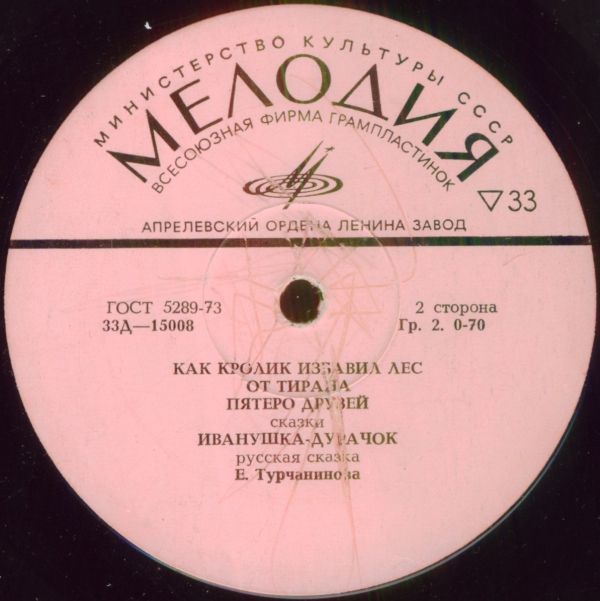 МИНИСТЕРСТВО КУЛЬТУРЫ СССР
МЕЛОДИЯ
ВСЕСОЮЗНАЯ ФИРМА ГРАМПЛАСТИНОК
33
АПРЕЛЕВСКИЙ ОРДЕНА ЛЕНИНА ЗАВОД
ГОСТ 5289-73
2 сторона
33Д—15008
Гр. 2. 0-70
КАК КРОЛИК ИЗБАВИЛ ЛЕС
ОТ ТИРАНА
ПЯТЕРО ДРУЗЕЙ
сказки
ИВАНУШКА-ДУРАЧОК
русская сказка
Е. Турчанинова